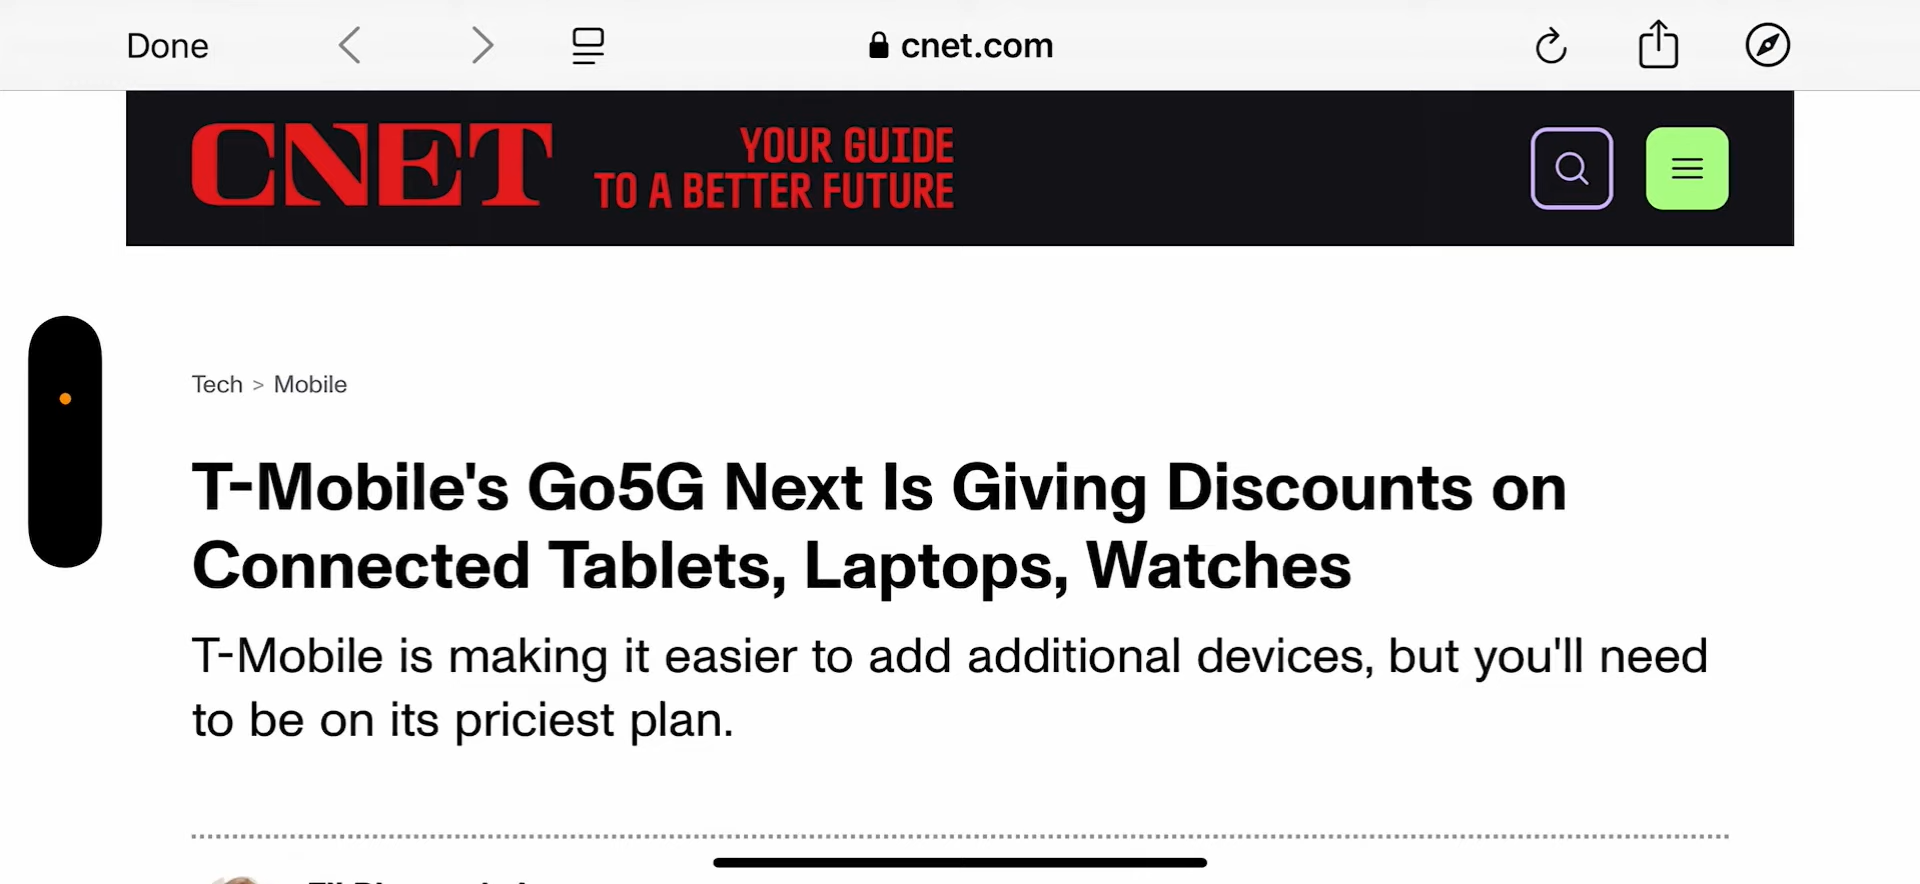 Done
cnet.com
CNET
YOUR GUIDE
TO A BETTER FUTURE
Tech > Mobile
T-Mobile's Go5G Next Is Giving Discounts on
Connected Tablets, Laptops, Watches
T-Mobile is making it easier to add additional devices, but you'll need
to be on its priciest plan.